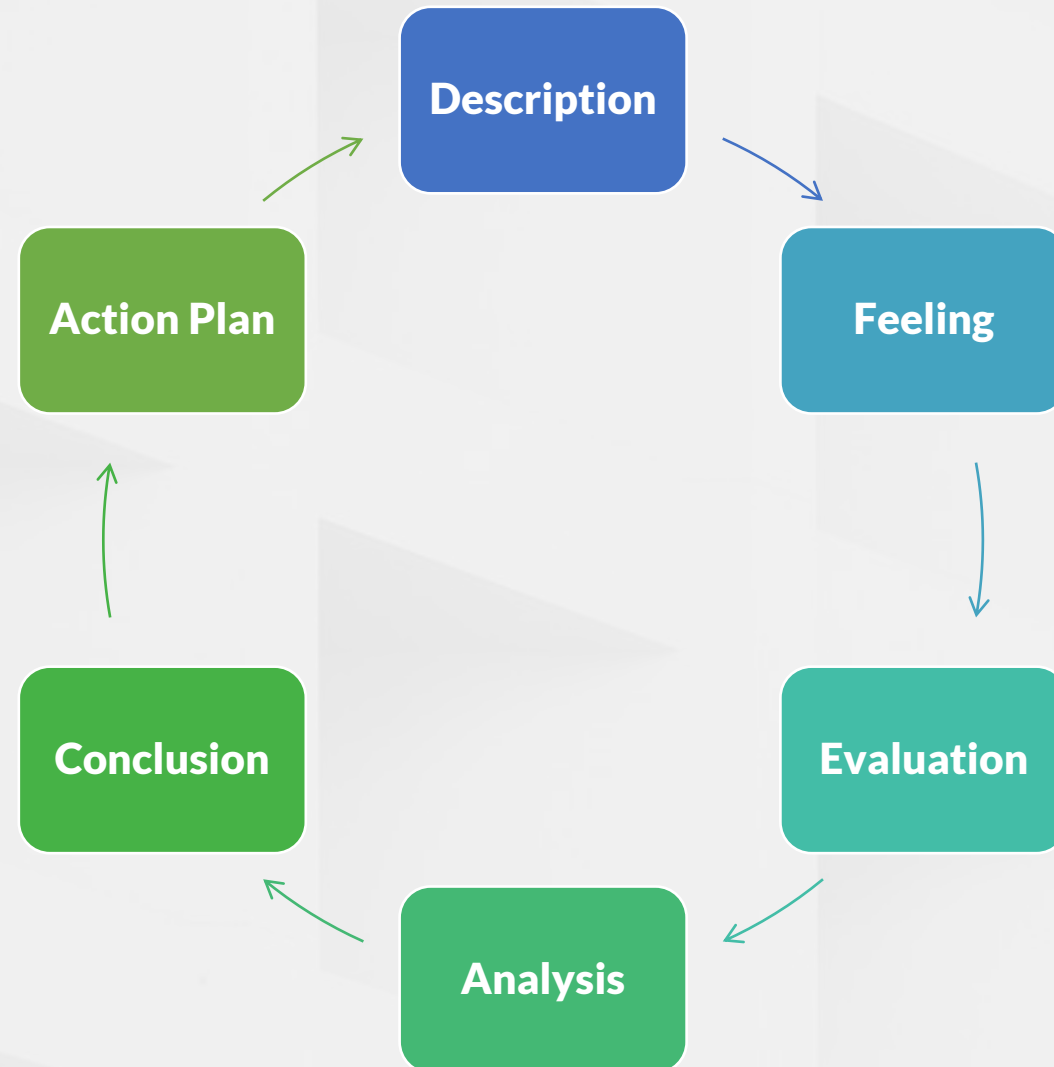 Description
Feeling
Evaluation
Analysis
Conclusion
Action Plan